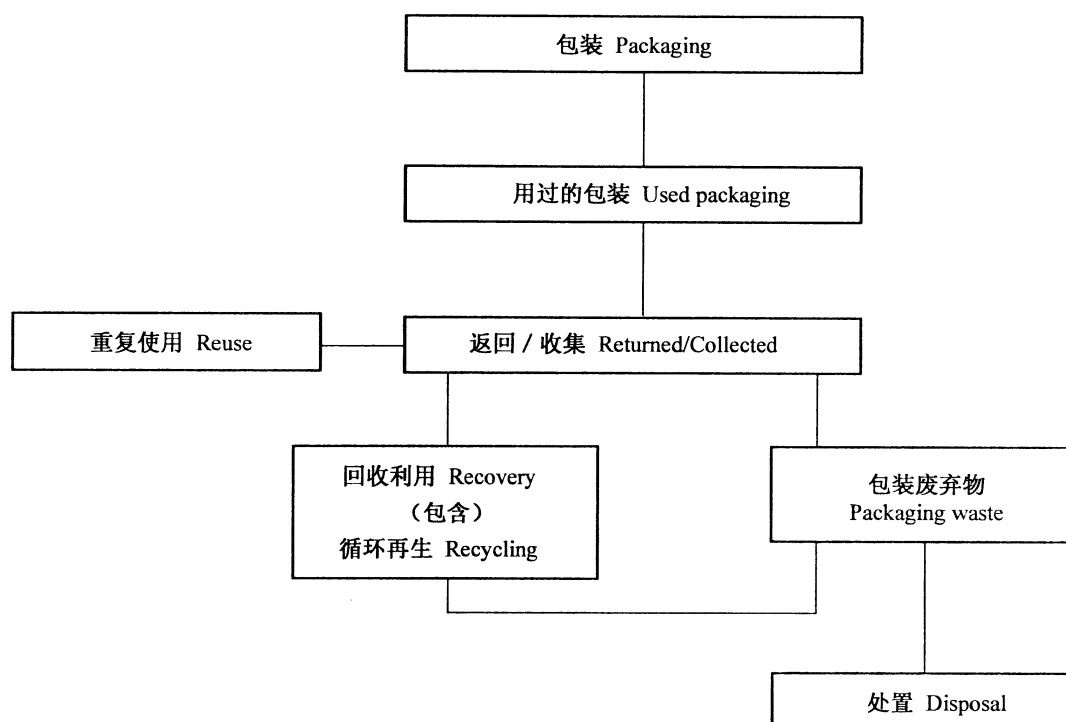 包装 Packaging
用过的包装 Used packaging
重复使用 Reuse
返回/收集 Returned/Collected
回收利用 Recovery
（包含）
循环再生 Recycling
包装废弃物
Packaging waste
处置 Disposal